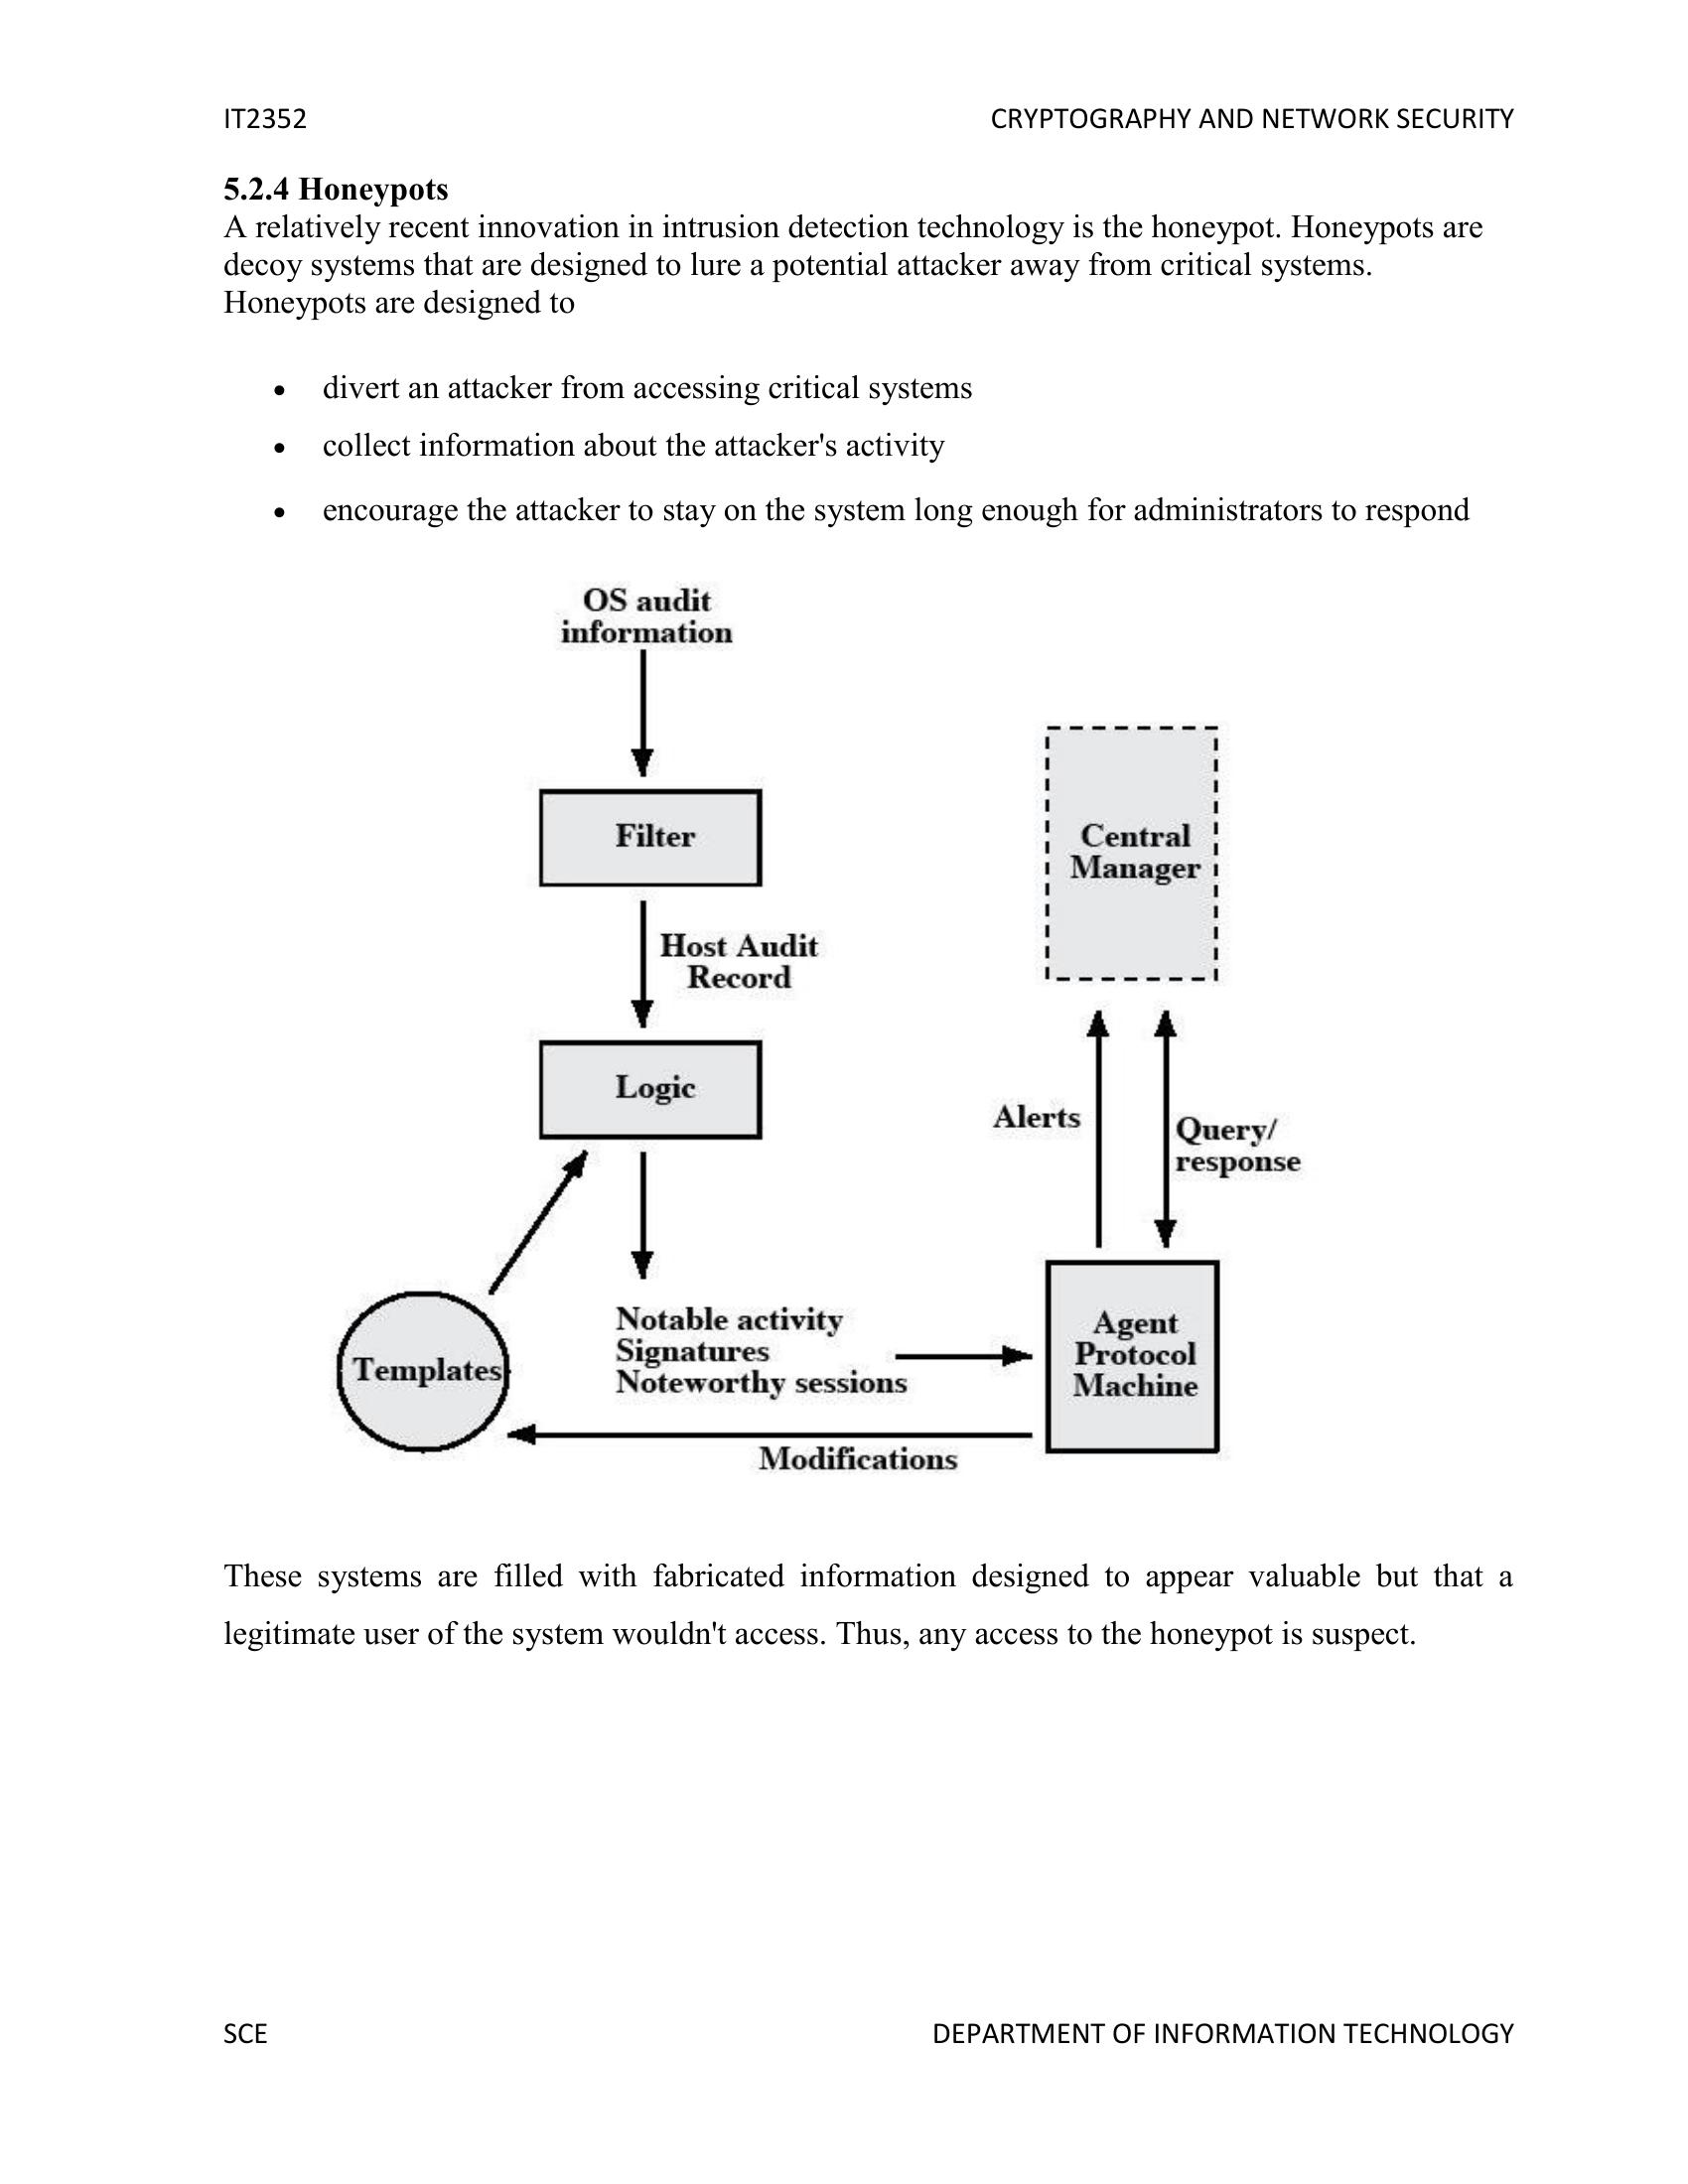 IT2352 CRYPTOGRAPHY AND NETWORK SECURITY
5.2.4 Honeypots
A relatively recent innovation in intrusion detection technology is the honeypot. Honeypots are
decoy systems that are designed to lure a potential attacker away from critical systems.
Honeypots are designed to
• divert an attacker from accessing critical systems
• collect information about the attacker's activity
• encourage the attacker to stay on the system long enough for administrators to respond
OS audit
information
Filter
Central
Manager
Host Audit
Record
Logic
Alerts
Query/
response
Templates
Notable activity
Signatures
Noteworthy sessions
Agent
Protocol
Machine
Modifications
These systems are filled with fabricated information designed to appear valuable but that a
legitimate user of the system wouldn't access. Thus, any access to the honeypot is suspect.
SCE DEPARTMENT OF INFORMATION TECHNOLOGY